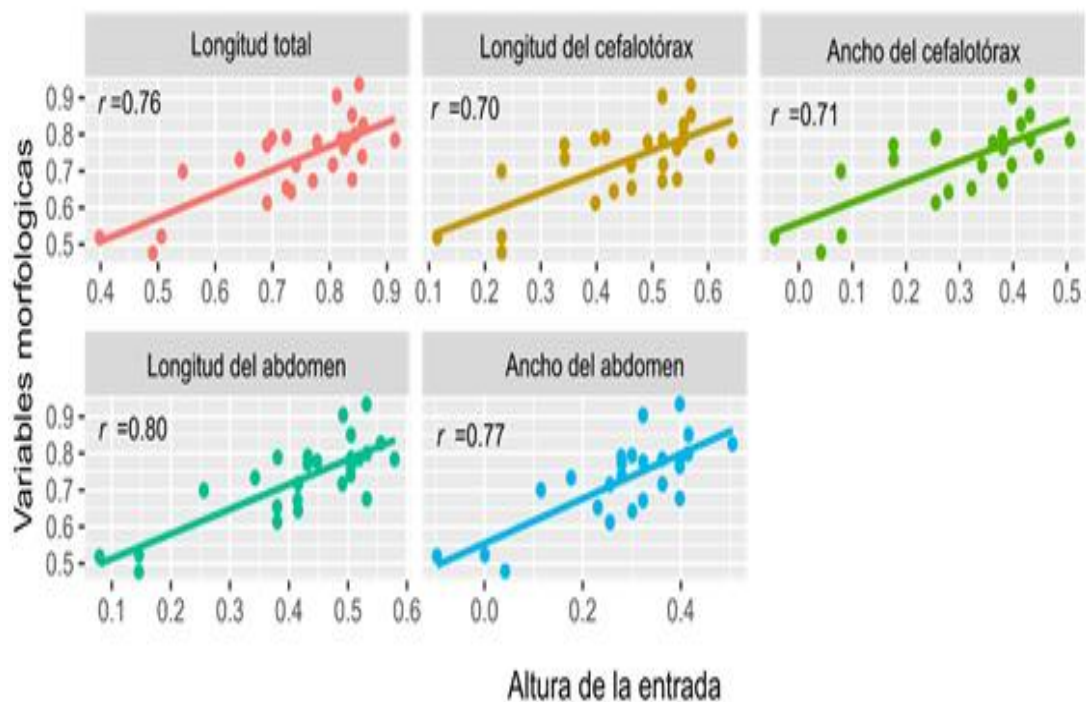 Longitud total
Longitud del cefalotórax
Ancho del cefalotórax
r =0.76
r =0.70
r =0.71
0.9
0.8
0.7
0.6
0.5
0.4 0.5 0.6 0.7 0.8 0.9
0.1 0.2 0.3 0.4 0.5 0.6
0.0 0.1 0.2 0.3 0.4 0.5
Longitud del abdomen
Ancho del abdomen
r =0.80
r =0.77
0.9
0.8
0.7
0.6
0.5
0.1 0.2 0.3 0.4 0.5 0.6
0.0 0.2 0.4
Variables morfologicas
Altura de la entrada